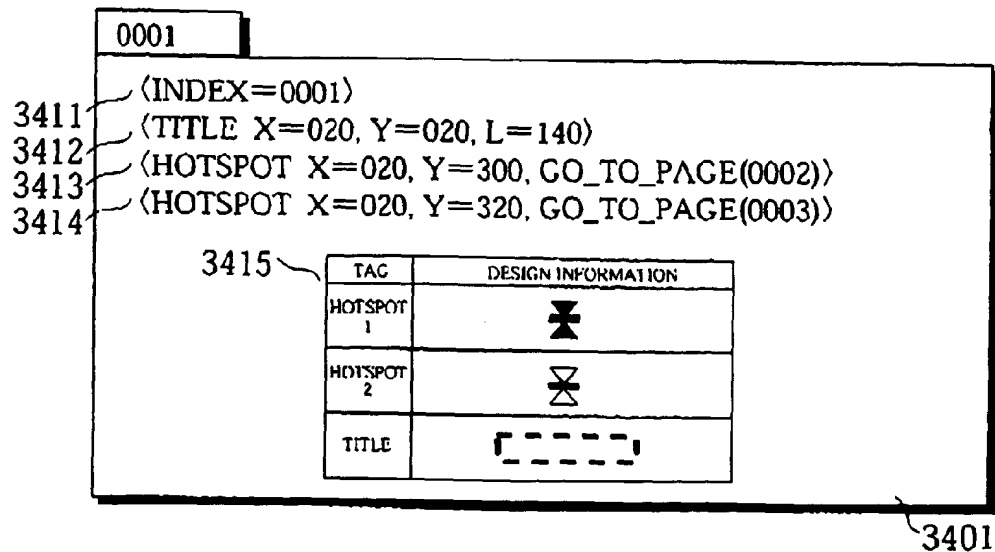 0001
3411 〈INDEX=0001〉
3412 〈TITLE X=020, Y=020, L=140〉
3413 〈HOTSPOT X=020, Y=300, GO_TO_PAGE(0002)〉
3414 〈HOTSPOT X=020, Y=320, GO_TO_PAGE(0003)〉
3415
TAG DESIGN INFORMATION
HOTSPOT
1
HOTSPOT
2
TITLE
3401